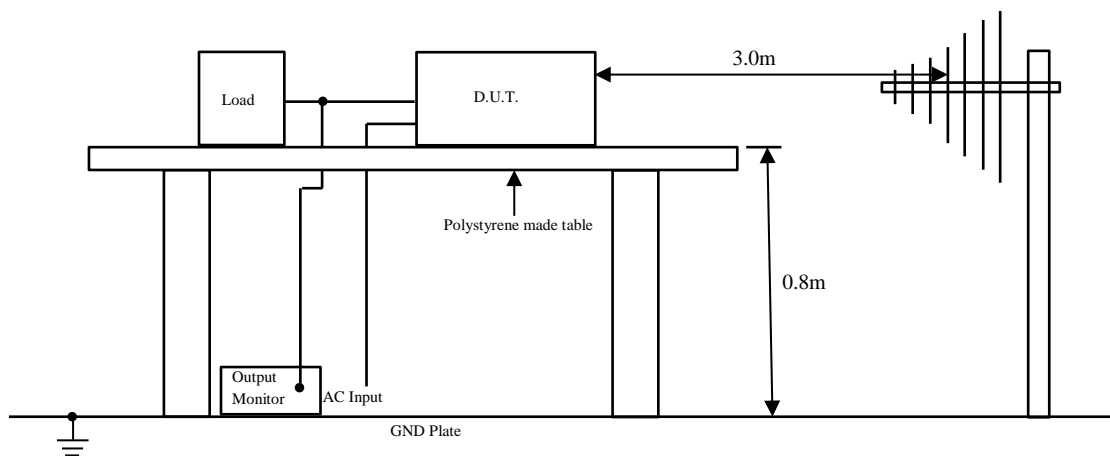 3.0m
Load
D.U.T.
Polystyrene made table
0.8m
Output
Monitor
AC Input
GND Plate